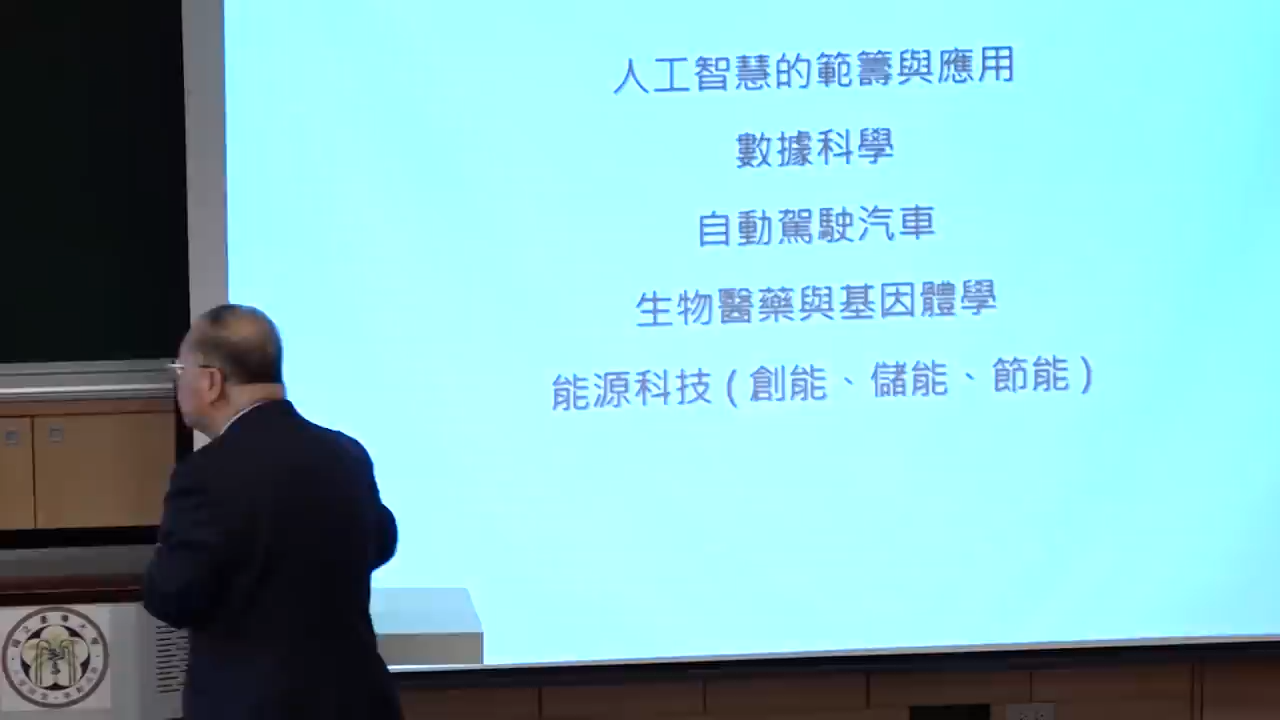 人工智慧的範籌與應用
數據科學
自動駕駛汽車
生物醫藥與基因體學
能源科技 ( 創能、儲能、節能 )